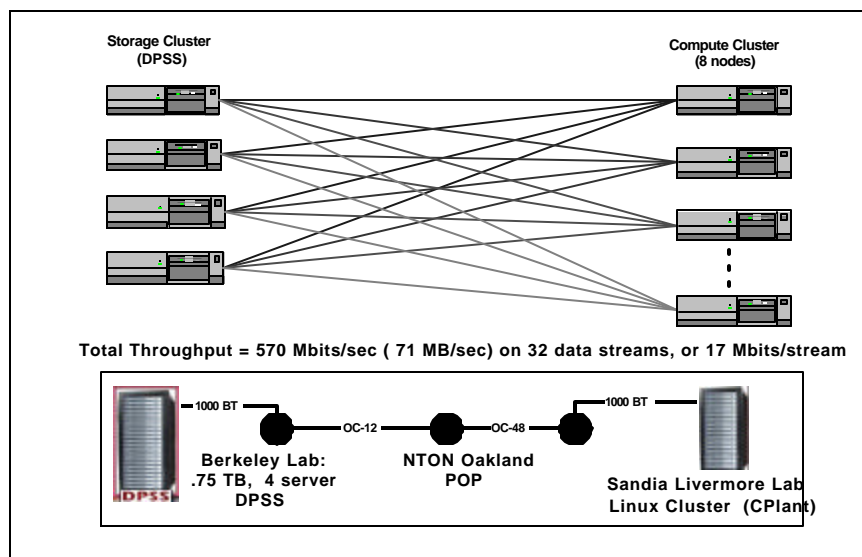 Storage Cluster
(DPSS)
Compute Cluster
(8 nodes)
Total Throughput = 570 Mbits/sec ( 71 MB/sec) on 32 data streams, or 17 Mbits/stream
1000 BT
1000 BT
OC-12
OC-48
DPSS
Berkeley Lab:
.75 TB, 4 server
DPSS
NTON Oakland
POP
Sandia Livermore Lab
Linux Cluster (CPlant)